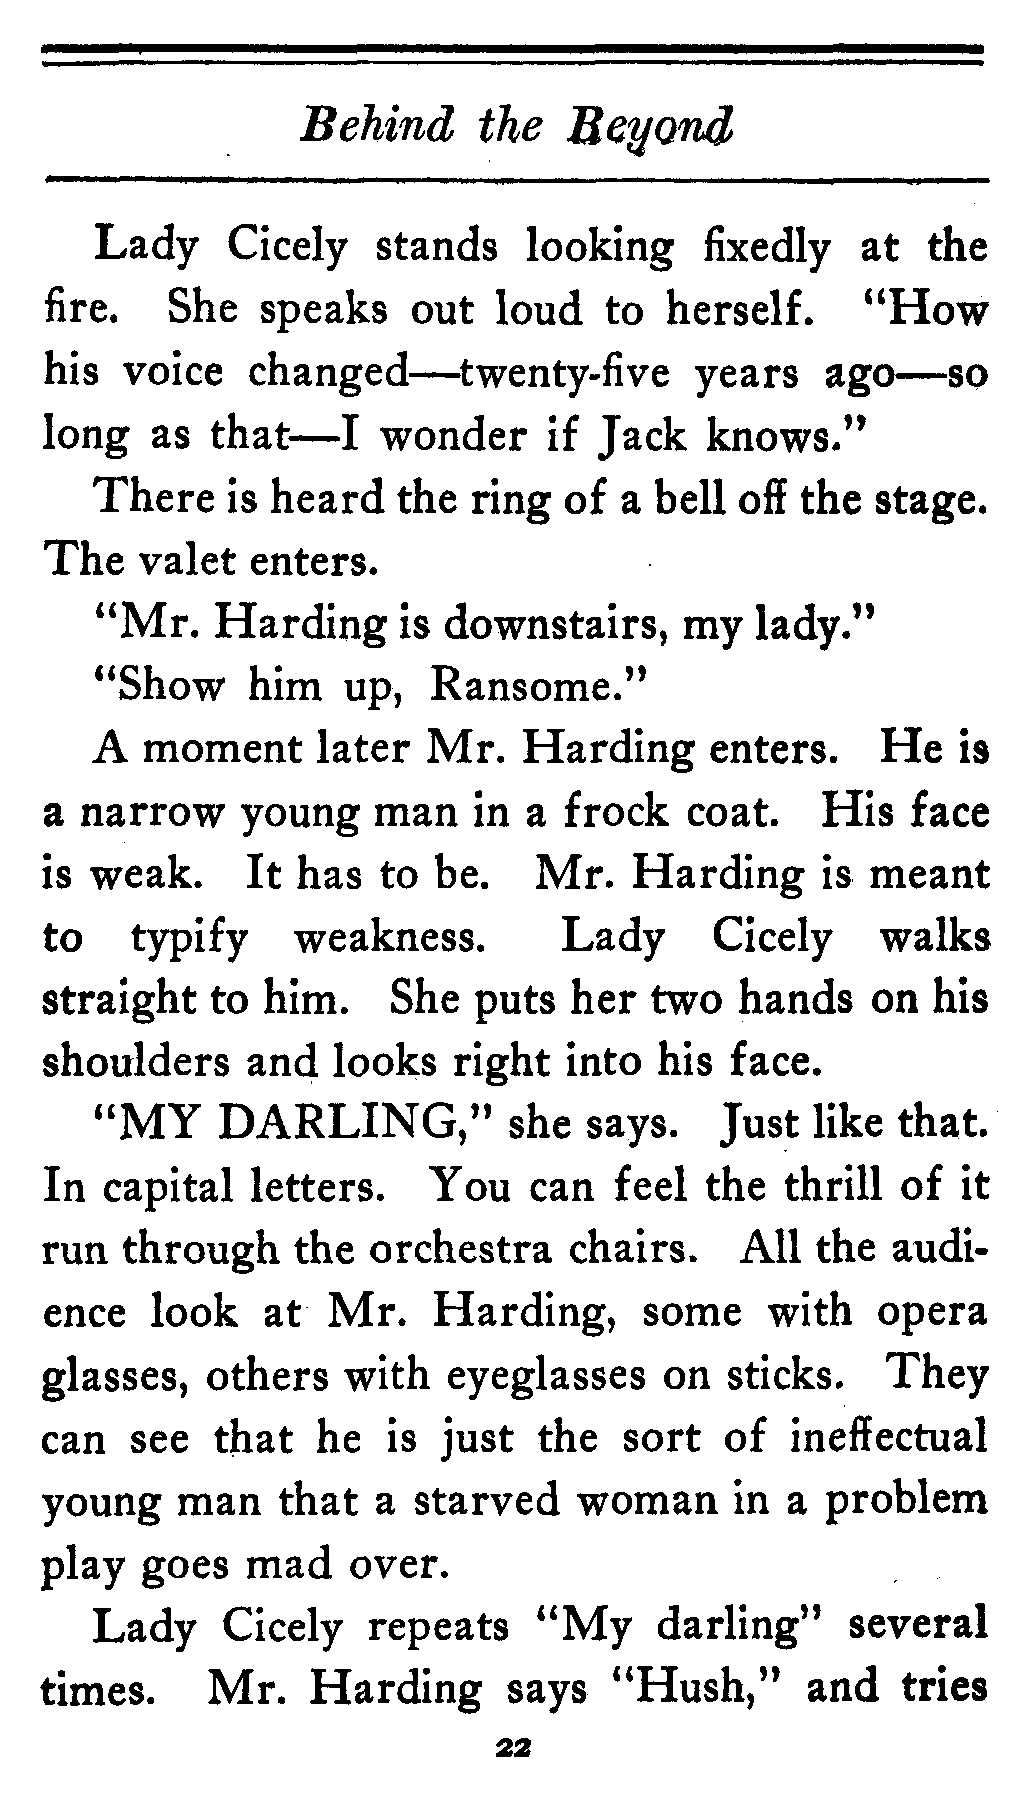 Behind the Beyond
Lady Cicely stands looking fixedly at the
fire. She speaks out loud to herself. "How
his voice changed—twenty-five years ago—so
long as that—I wonder if Jack knows."
There is heard the ring of a bell off the stage.
The valet enters.
"Mr. Harding is downstairs, my lady."
"Show him up, Ransome."
A moment later Mr. Harding enters. He is
a narrow young man in a frock coat. His face
is weak. It has to be. Mr. Harding is meant
to typify weakness. Lady Cicely walks
straight to him. She puts her two hands on his
shoulders and looks right into his face.
"MY DARLING," she says. Just like that.
In capital letters. You can feel the thrill of it
run through the orchestra chairs. All the audi-
ence look at Mr. Harding, some with opera
glasses, others with eyeglasses on sticks. They
can see that he is just the sort of ineffectual
young man that a starved woman in a problem
play goes mad over.
Lady Cicely repeats "My darling" several
times. Mr. Harding says "Hush," and tries
22